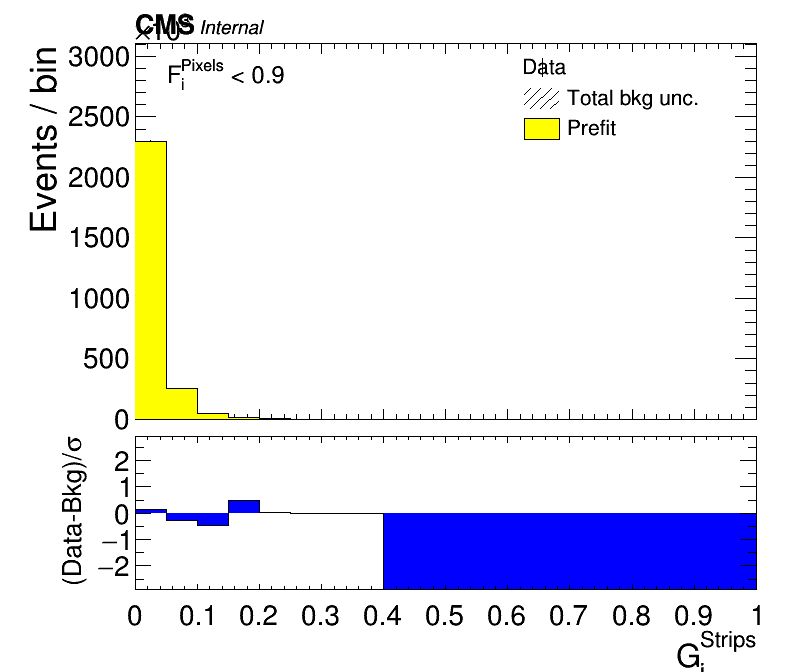 CMS Internal
×10³
Events / bin
3000
2500
2000
1500
1000
500
0
F_i^Pixels < 0.9
Data
Total bkg unc.
Prefit
(Data-Bkg)/σ
2
1
0
−1
−2
0 0.1 0.2 0.3 0.4 0.5 0.6 0.7 0.8 0.9 1
G_i^Strips